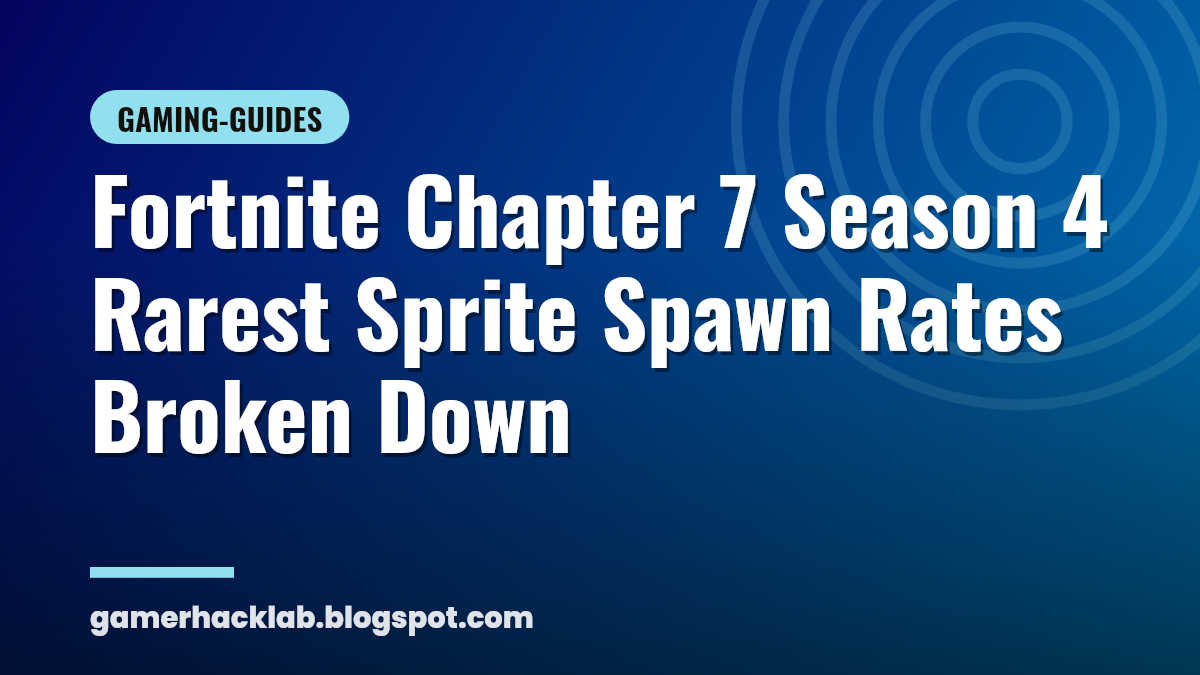 GAMING-GUIDES
Fortnite Chapter 7 Season 4
Rarest Sprite Spawn Rates
Broken Down
gamerhacklab.blogspot.com